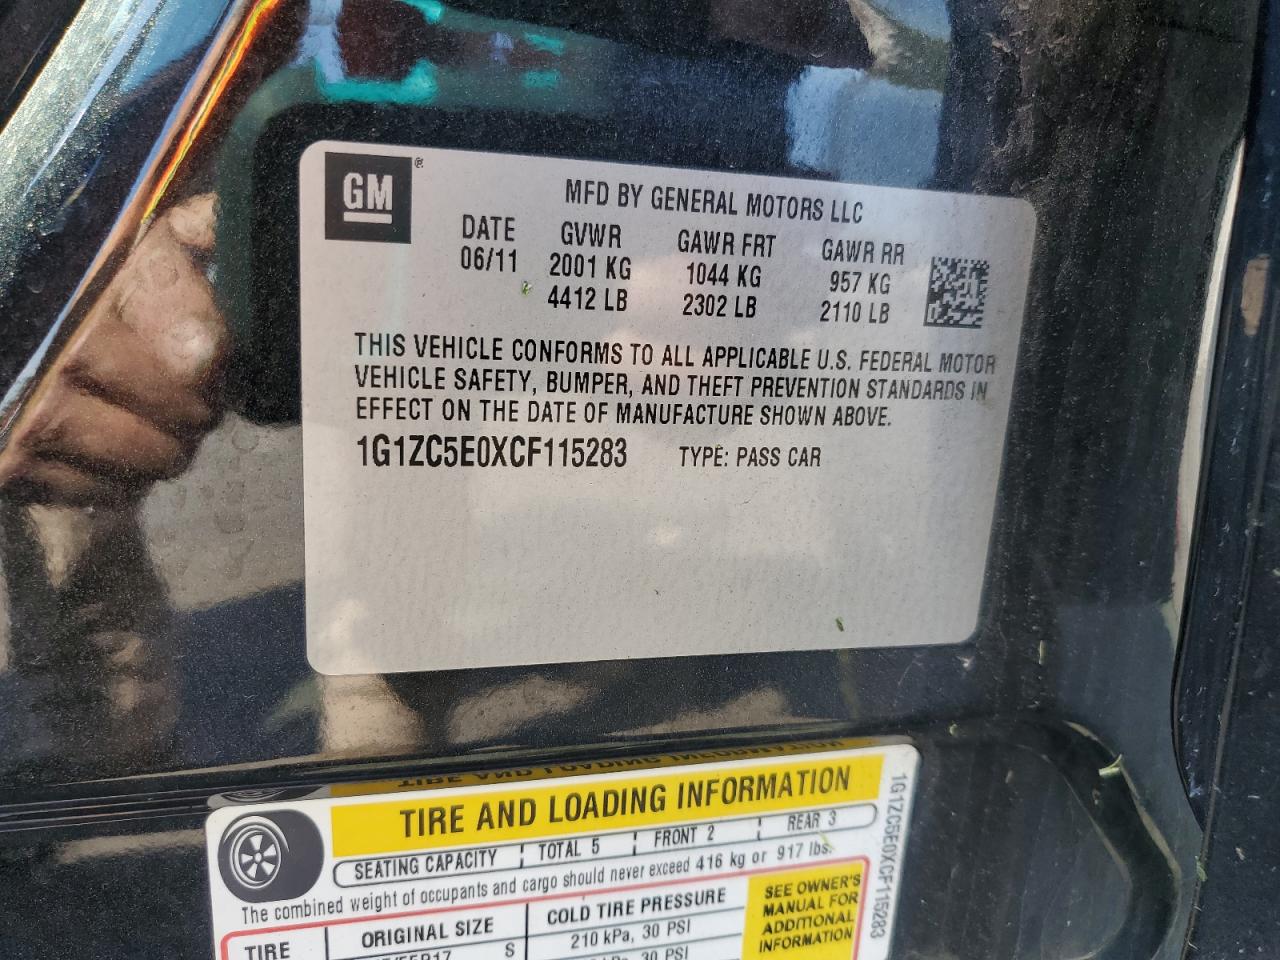 GM®
MFD BY GENERAL MOTORS LLC
DATE GVWR GAWR FRT GAWR RR
06/11 2001 KG 1044 KG 957 KG
4412 LB 2302 LB 2110 LB
THIS VEHICLE CONFORMS TO ALL APPLICABLE U.S. FEDERAL MOTOR
VEHICLE SAFETY, BUMPER, AND THEFT PREVENTION STANDARDS IN
EFFECT ON THE DATE OF MANUFACTURE SHOWN ABOVE.
1G1ZC5E0XCF115283 TYPE: PASS CAR
TIRE AND LOADING INFORMATION
SEATING CAPACITY TOTAL 5 FRONT 2 REAR 3
The combined weight of occupants and cargo should never exceed 416 kg or 917 lbs.
TIRE ORIGINAL SIZE COLD TIRE PRESSURE
S 210 kPa, 30 PSI
30 PSI
SEE OWNER'S
MANUAL FOR
ADDITIONAL
INFORMATION
1G1ZC5E0XCF115283